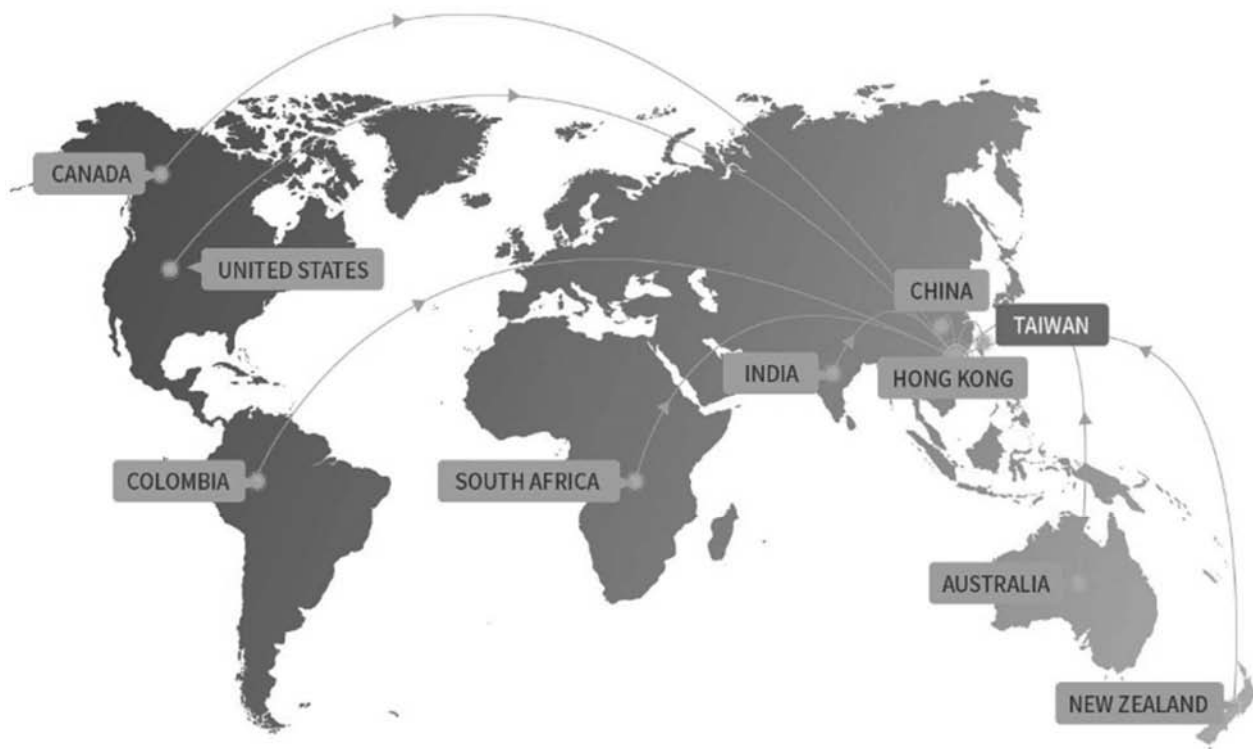 CANADA
UNITED STATES
CHINA
TAIWAN
INDIA
HONG KONG
COLOMBIA
SOUTH AFRICA
AUSTRALIA
NEW ZEALAND